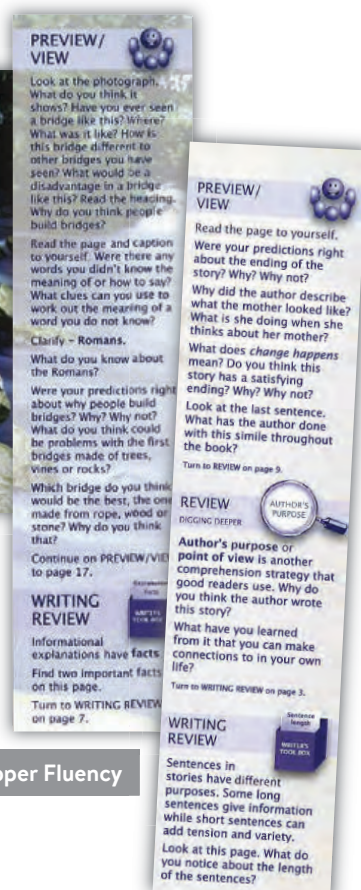 PREVIEW/
VIEW
Look at the photograph.
What do you think it
shows? Have you ever seen
a bridge like this? Where?
What was it like? How is
this bridge different to
other bridges you have
seen? What would be a
disadvantage in a bridge
like this? Read the heading.
Why do you think people
build bridges?
Read the page and caption
to yourself. Were there any
words you didn't know the
meaning of or how to say?
What clues can you use to
work out the meaning of a
word you do not know?
Clarify – Romans.
What do you know about
the Romans?
Were your predictions right
about why people build
bridges? Why? Why not?
What do you think could
be problems with the first
bridges made of trees,
vines or rocks?
Which bridge do you think
would be the best, the one
made from rope, wood or
stone? Why do you think
that?
Continue on PREVIEW/VIE
to page 17.
WRITING
REVIEW
WRITER'S
TOOL BOX
Informational
explanations have facts
Find two important facts
on this page.
Turn to WRITING REVIEW
on page 7.
pper Fluency
PREVIEW/
VIEW
Read the page to yourself.
Were your predictions right
about the ending of the
story? Why? Why not?
Why did the author describe
what the mother looked like?
What is she doing when she
thinks about her mother?
What does change happens
mean? Do you think this
story has a satisfying
ending? Why? Why not?
Look at the last sentence.
What has the author done
with this simile throughout
the book?
Turn to REVIEW on page 9.
REVIEW
DIGGING DEEPER
AUTHOR'S
PURPOSE
Author's purpose or
point of view is another
comprehension strategy that
good readers use. Why do
you think the author wrote
this story?
What have you learned
from it that you can make
connections to in your own
life?
Turn to WRITING REVIEW on page 3.
WRITING
REVIEW
Sentence
length
WRITER'S
TOOL BOX
Sentences in
stories have different
purposes. Some long
sentences give information
while short sentences can
add tension and variety.
Look at this page. What do
you notice about the length
of the sentences?